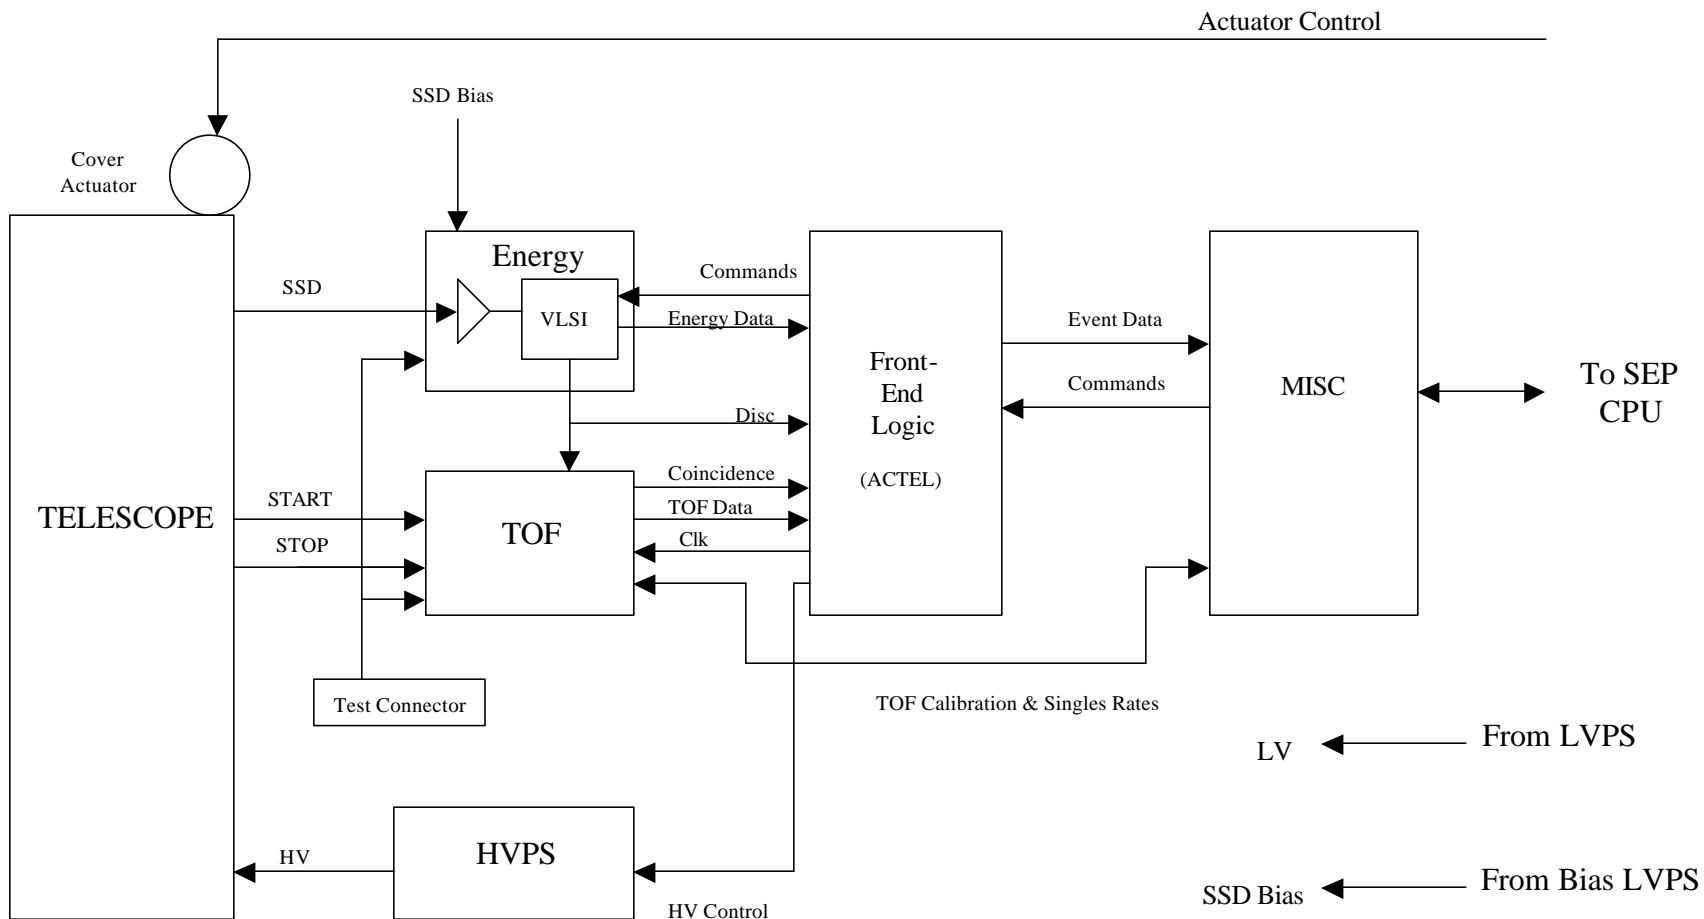 Actuator Control
SSD Bias
Cover
Actuator
Energy
Commands
SSD
VLSI
Energy Data
Event Data
Front-
End
Logic
(ACTEL)
Commands
MISC
To SEP
CPU
Disc
Coincidence
START
TOF Data
TELESCOPE
TOF
STOP
Clk
Test Connector
TOF Calibration & Singles Rates
LV
From LVPS
HV
HVPS
HV Control
SSD Bias
From Bias LVPS